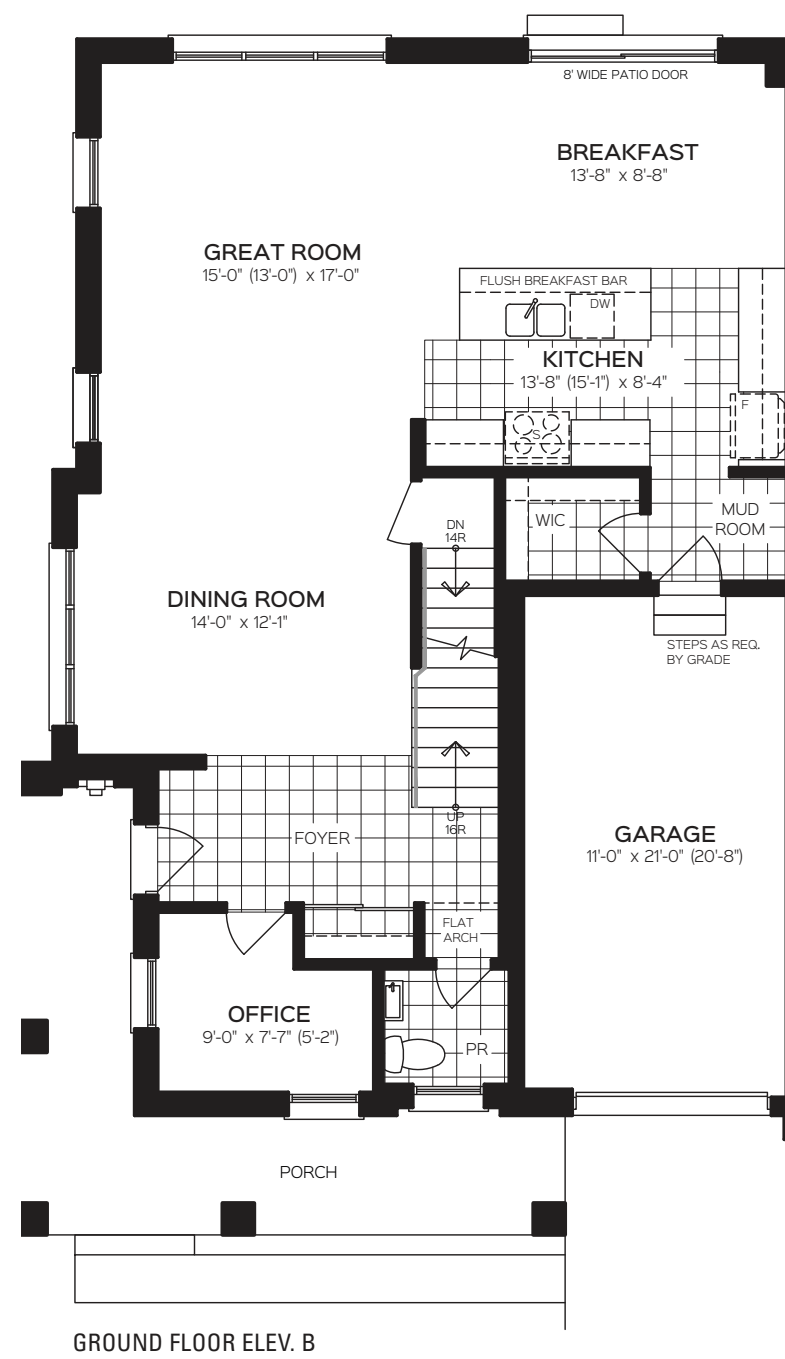 8' WIDE PATIO DOOR
BREAKFAST
13'-8" x 8'-8"
GREAT ROOM
15'-0" (13'-0") x 17'-0"
FLUSH BREAKFAST BAR
DW
KITCHEN
13'-8" (15'-1") x 8'-4"
F
S
WIC
MUD
ROOM
DN
14R
DINING ROOM
14'-0" x 12'-1"
STEPS AS REQ.
BY GRADE
UP
16R
FOYER
GARAGE
11'-0" x 21'-0" (20'-8")
FLAT
ARCH
OFFICE
9'-0" x 7'-7" (5'-2")
PR
PORCH
GROUND FLOOR ELEV. B